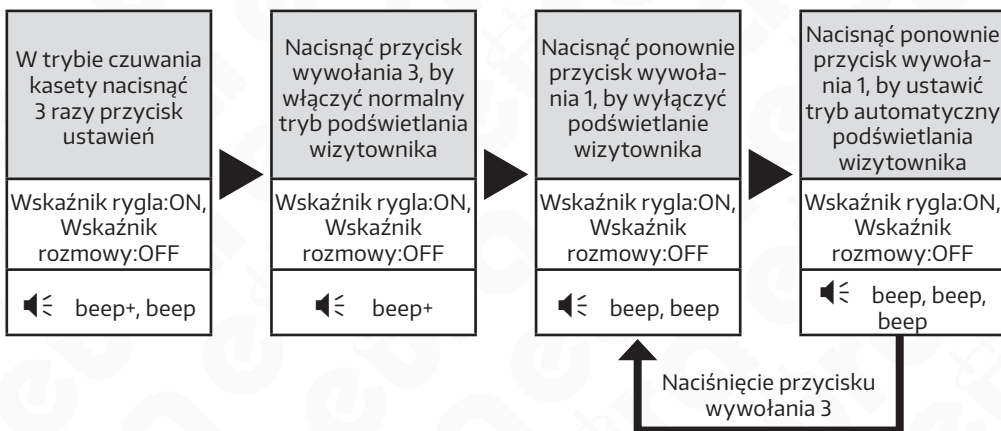 W trybie czuwania
kasety nacisnąć
3 razy przycisk
ustawień
Wskaźnik rygla:ON,
Wskaźnik
rozmowy:OFF
beep+, beep
Nacisnąć przycisk
wywołania 3, by
włączyć normalny
tryb podświetlania
wizytownika
Wskaźnik rygla:ON,
Wskaźnik
rozmowy:OFF
beep+
Nacisnąć ponownie
przycisk wywoła-
nia 1, by wyłączyć
podświetlanie
wizytownika
Wskaźnik rygla:ON,
Wskaźnik
rozmowy:OFF
beep, beep
Nacisnąć ponownie
przycisk wywoła-
nia 1, by ustawić
tryb automatyczny
podświetlania
wizytownika
Wskaźnik rygla:ON,
Wskaźnik
rozmowy:OFF
beep, beep,
beep
Naciśnięcie przycisku
wywołania 3